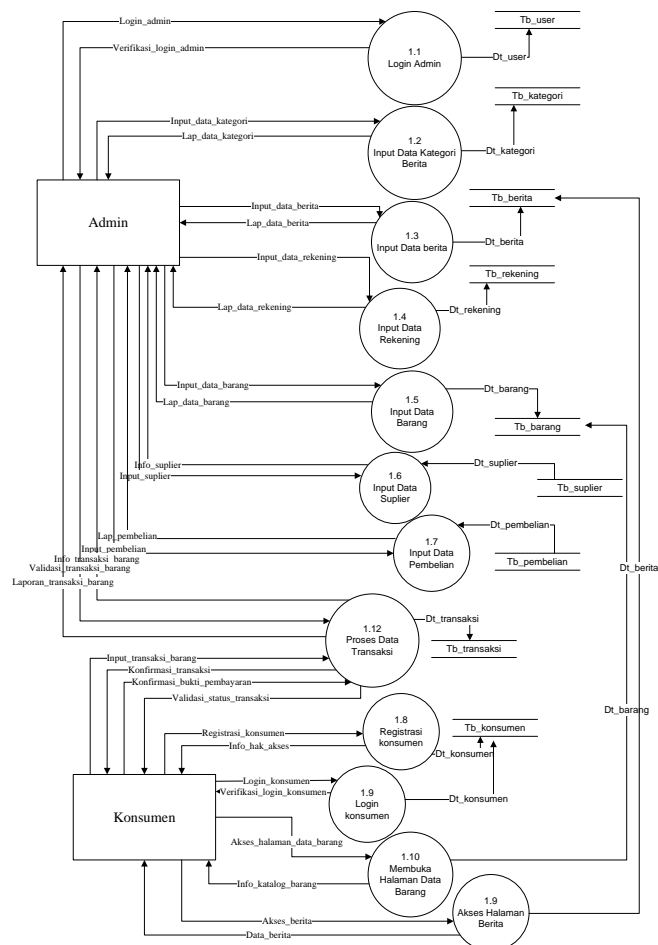 Login_admin
Verifikasi_login_admin
1.1
Login Admin
Tb_user
Dt_user
Input_data_kategori
Lap_data_kategori
1.2
Input Data Kategori
Berita
Tb_kategori
Dt_kategori
Admin
Input_data_berita
Lap_data_berita
1.3
Input Data berita
Tb_berita
Dt_berita
Input_data_rekening
Lap_data_rekening
1.4
Input Data
Rekening
Tb_rekening
Dt_rekening
Input_data_barang
Lap_data_barang
1.5
Input Data
Barang
Dt_barang
Tb_barang
Info_suplier
Input_suplier
1.6
Input Data
Suplier
Dt_suplier
Tb_suplier
Lap_pembelian
Input_pembelian
1.7
Input Data
Pembelian
Dt_pembelian
Tb_pembelian
Info_transaksi_barang
Validasi_transaksi_barang
Laporan_transaksi_barang
Dt_berita
1.12
Proses Data
Transaksi
Dt_transaksi
Tb_transaksi
Input_transaksi_barang
Konfirmasi_transaksi
Konfirmasi_bukti_pembayaran
Validasi_status_transaksi
Dt_barang
Registrasi_konsumen
Info_hak_akses
1.8
Registrasi
konsumen
Tb_konsumen
Dt_konsumen
Konsumen
Login_konsumen
Verifikasi_login_konsumen
1.9
Login
konsumen
Dt_konsumen
Akses_halaman_data_barang
Info_katalog_barang
1.10
Membuka
Halaman Data
Barang
Akses_berita
Data_berita
1.9
Akses Halaman
Berita